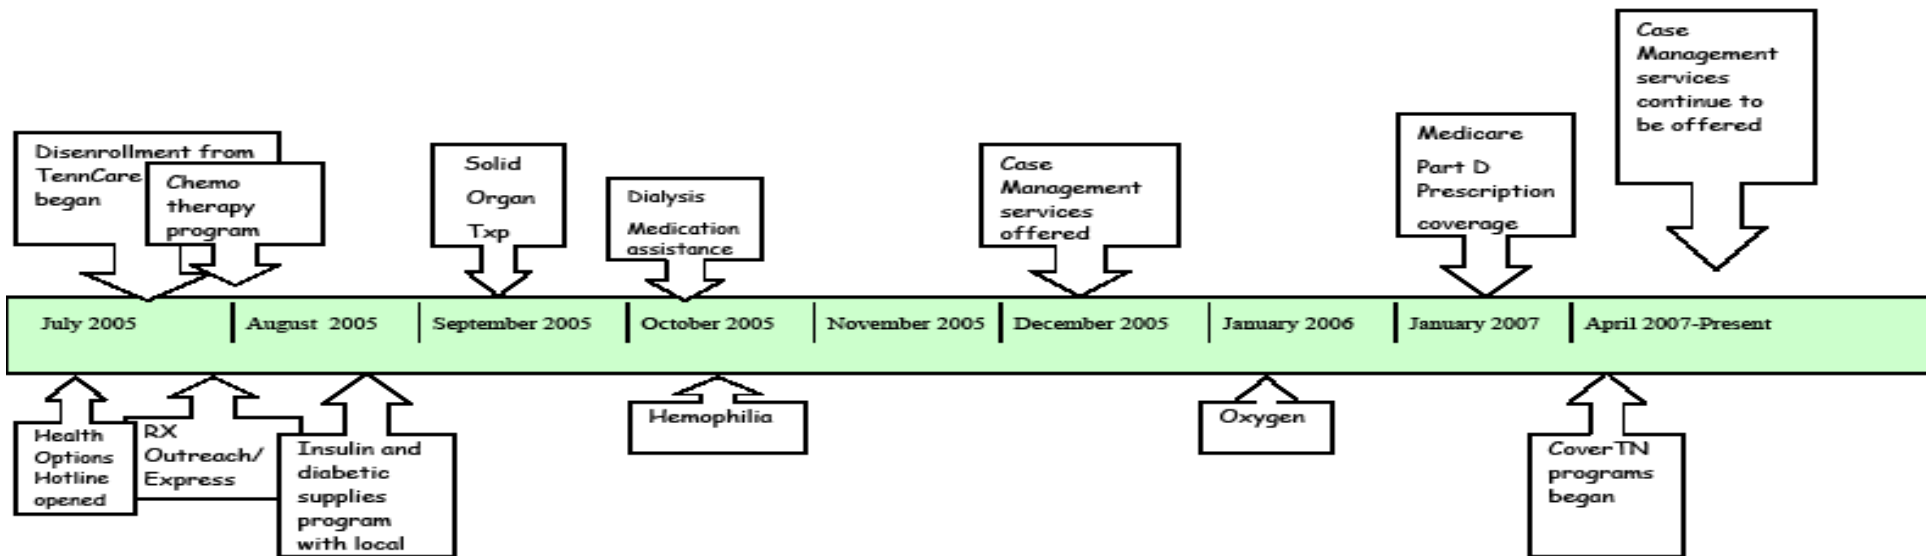 Disenrollment from
TennCare
began
Chemo
therapy
program
Solid
Organ
Txp
Dialysis
Medication
assistance
Case
Management
services
offered
Medicare
Part D
Prescription
coverage
Case
Management
services
continue to
be offered
July 2005
August 2005
September 2005
October 2005
November 2005
December 2005
January 2006
January 2007
April 2007-Present
Health
Options
Hotline
opened
RX
Outreach/
Express
Insulin and
diabetic
supplies
program
with local
Hemophilia
Oxygen
CoverTN
programs
began